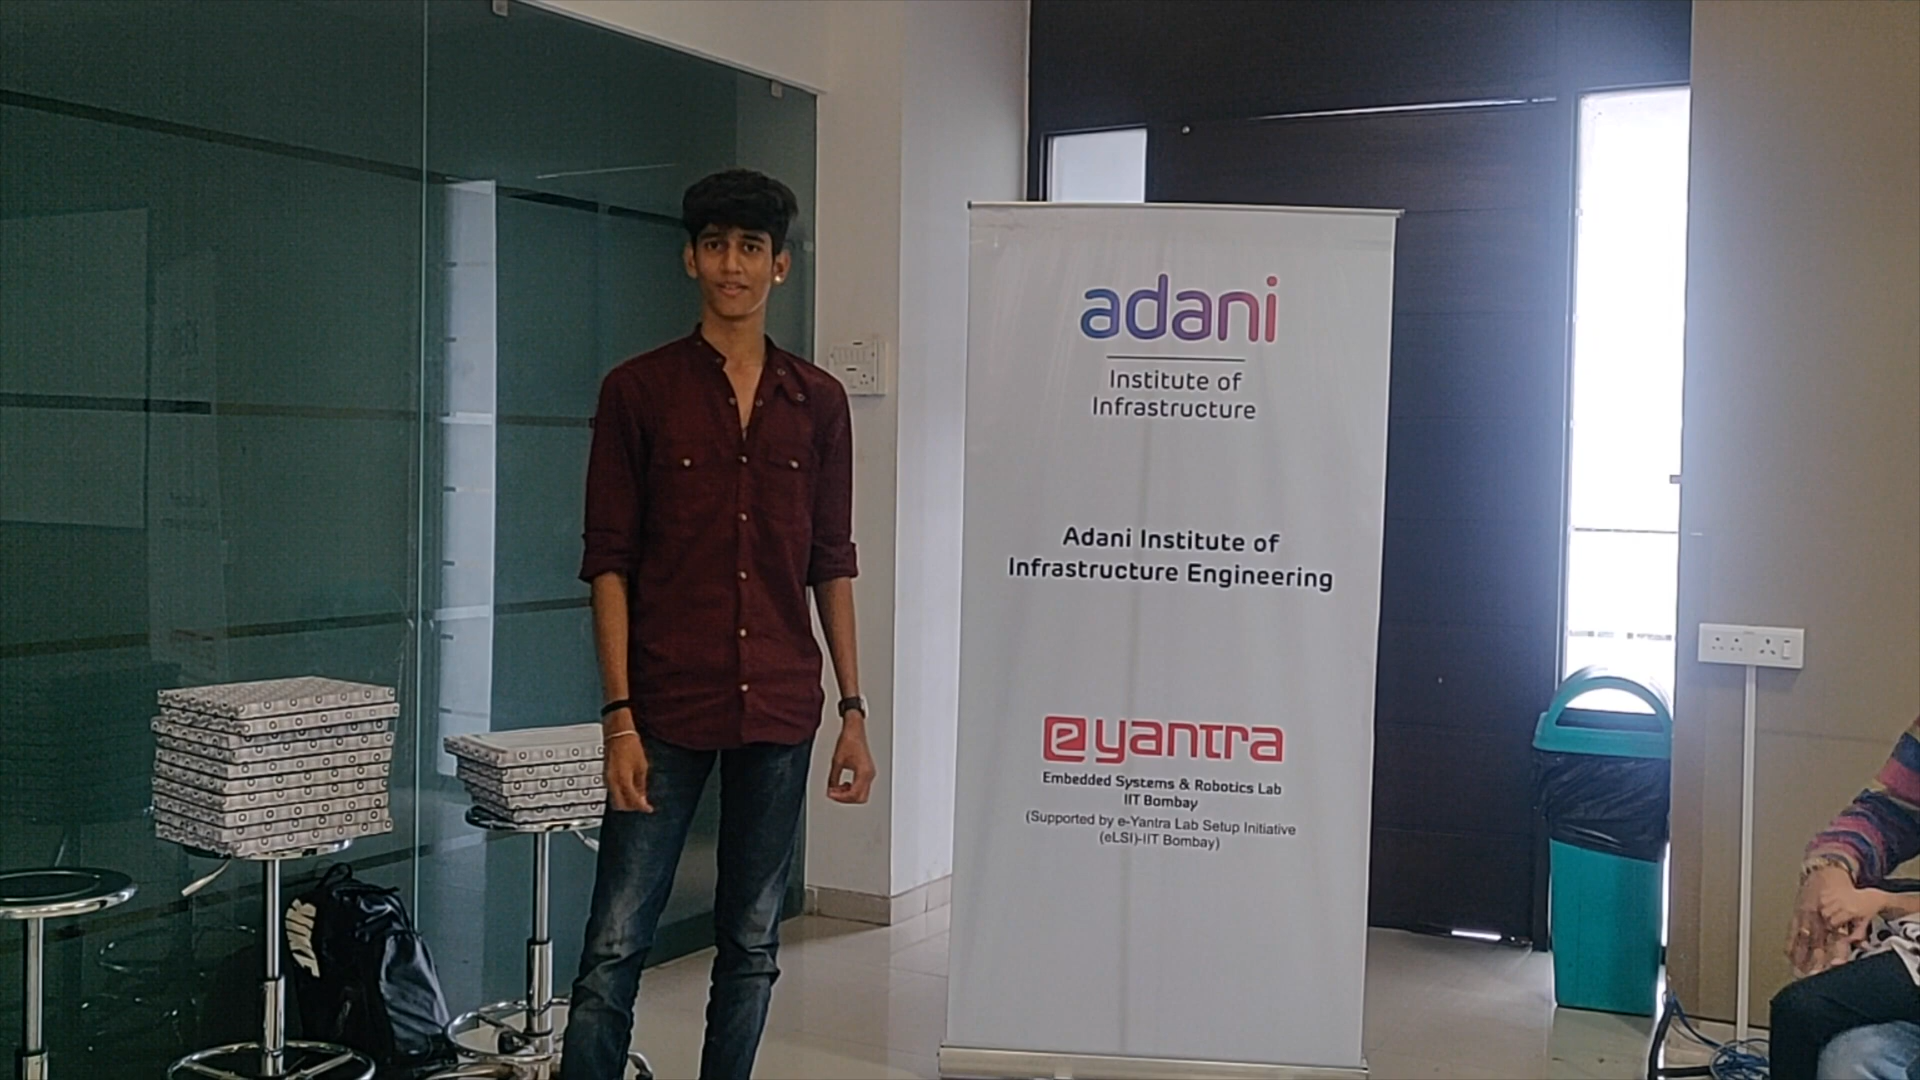 adani
Institute of
Infrastructure
Adani Institute of
Infrastructure Engineering
e yantra
Embedded Systems & Robotics Lab
IIT Bombay
(Supported by e-Yantra Lab Setup Initiative
(eLSI)-IIT Bombay)